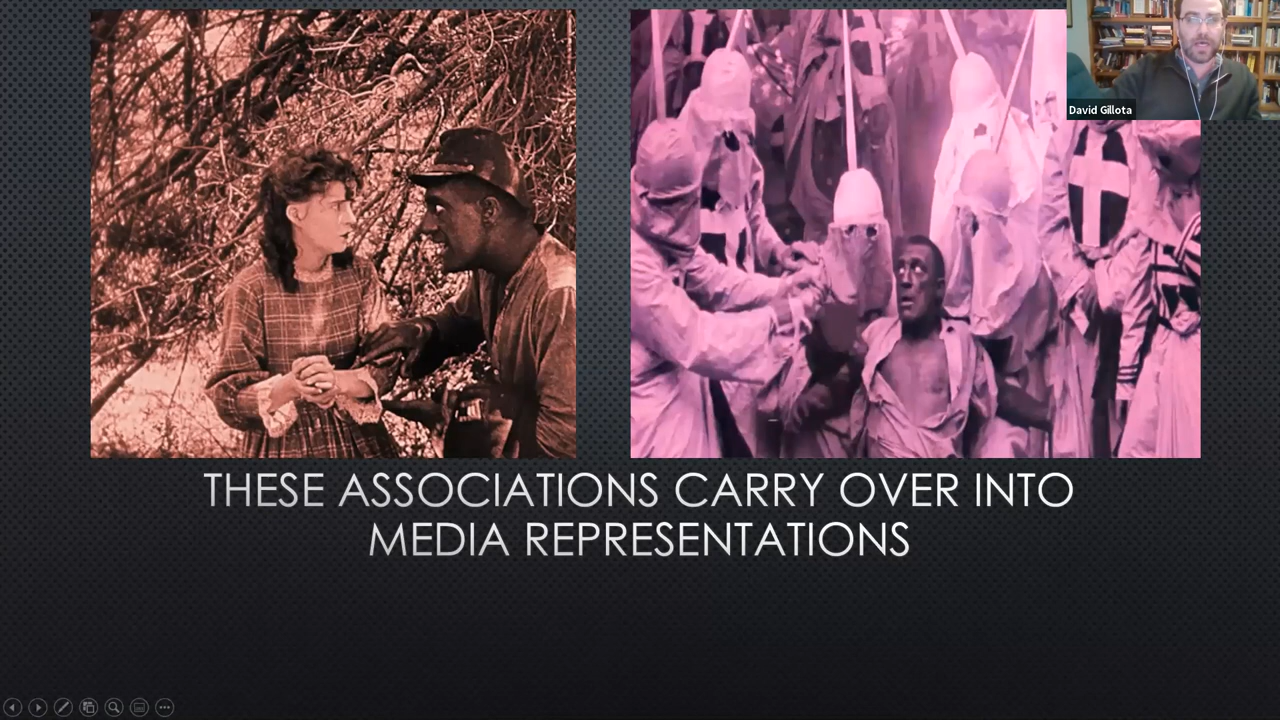 David Gillota
THESE ASSOCIATIONS CARRY OVER INTO
MEDIA REPRESENTATIONS